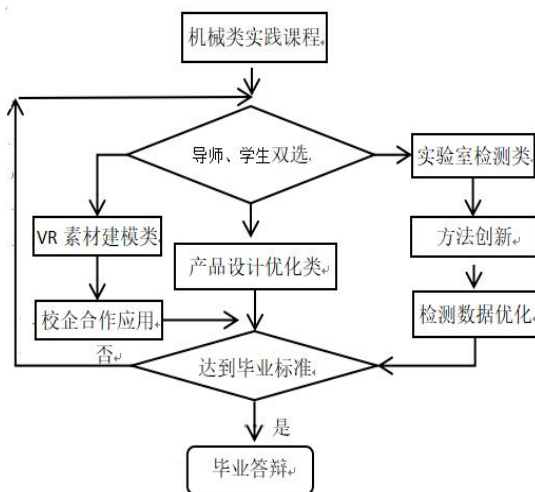 机械类实践课程
导师、学生双选
实验室检测类
VR 素材建模类
方法创新
产品设计优化类
校企合作应用
检测数据优化
否
达到毕业标准
是
毕业答辩